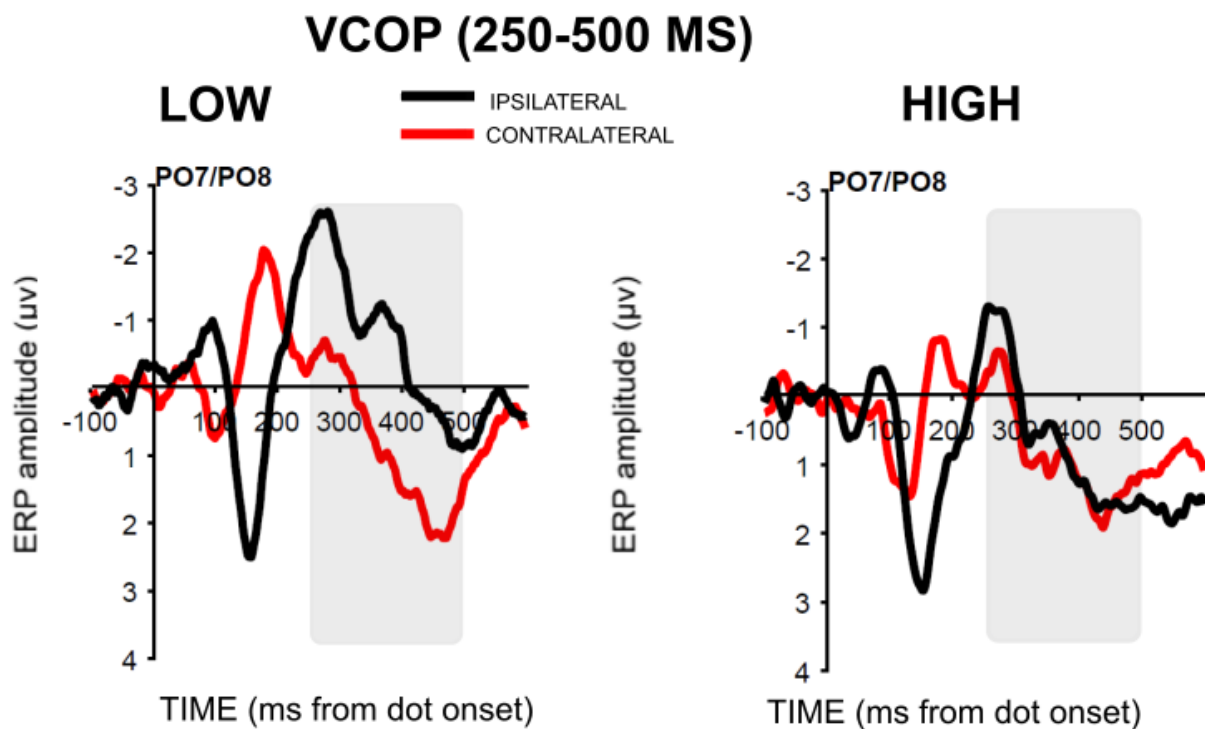 VCOP (250-500 MS)
LOW
IPSILATERAL
CONTRALATERAL
HIGH
PO7/PO8
-3
-2
-1
1
2
3
4
-100
100
200
300
400
500
ERP amplitude (μv)
TIME (ms from dot onset)
PO7/PO8
-3
-2
-1
1
2
3
4
-100
100
200
300
400
500
ERP amplitude (μv)
TIME (ms from dot onset)